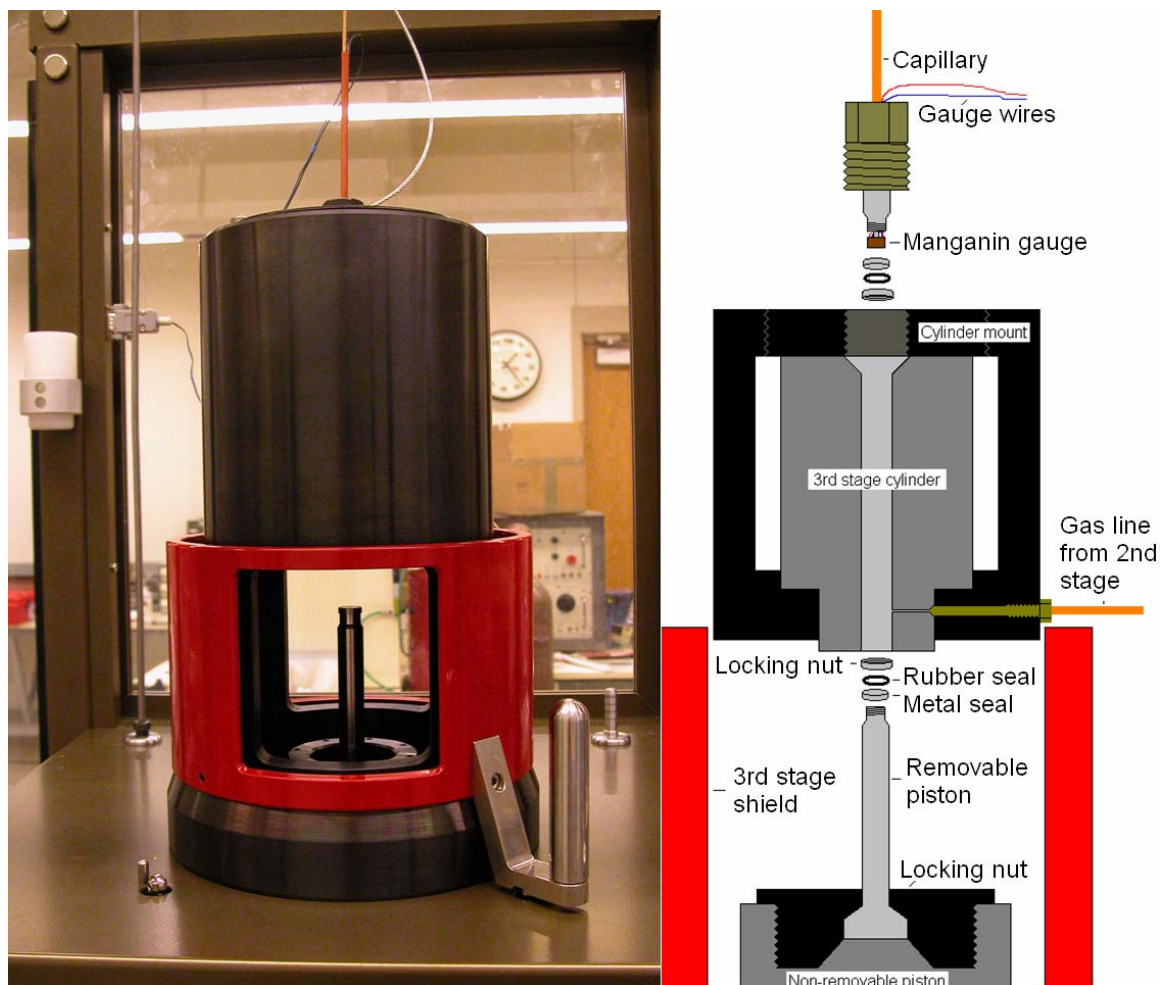 Capillary
Gauge wires
Manganin gauge
Cylinder mount
3rd stage cylinder
Gas line
from 2nd
stage
Locking nut
Rubber seal
Metal seal
3rd stage
shield
Removable
piston
Locking nut
Non-removable piston